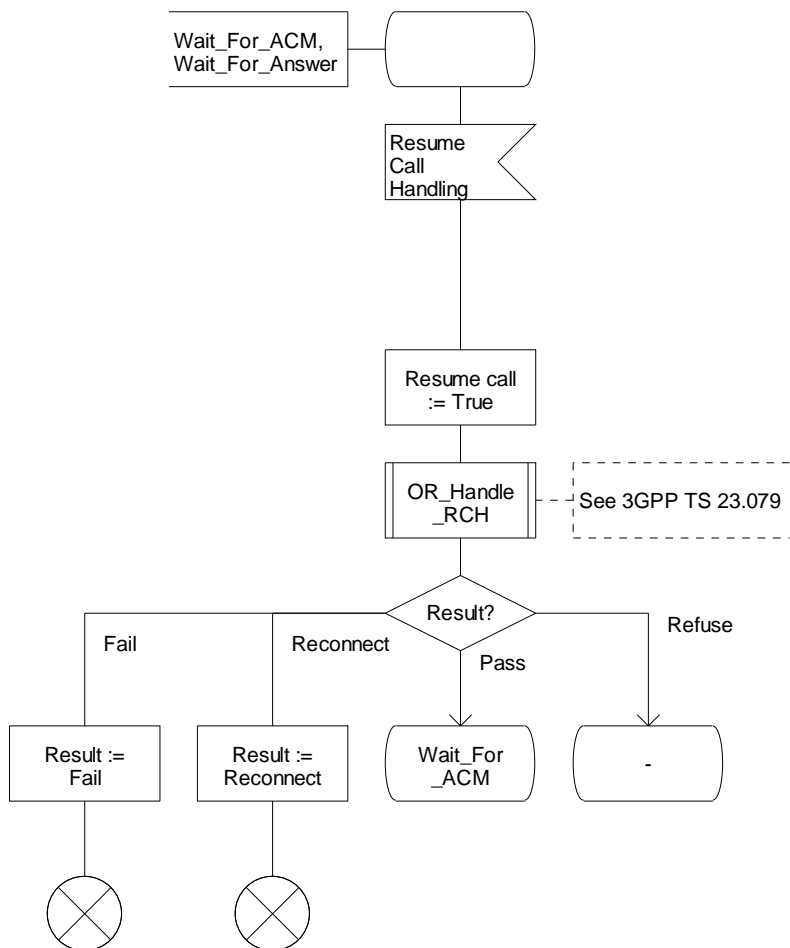 Wait_For_ACM,
Wait_For_Answer
Resume
Call
Handling
Resume call
:= True
OR_Handle
_RCH
See 3GPP TS 23.079
Result?
Fail
Reconnect
Pass
Refuse
Result :=
Fail
Result :=
Reconnect
Wait_For
_ACM
-